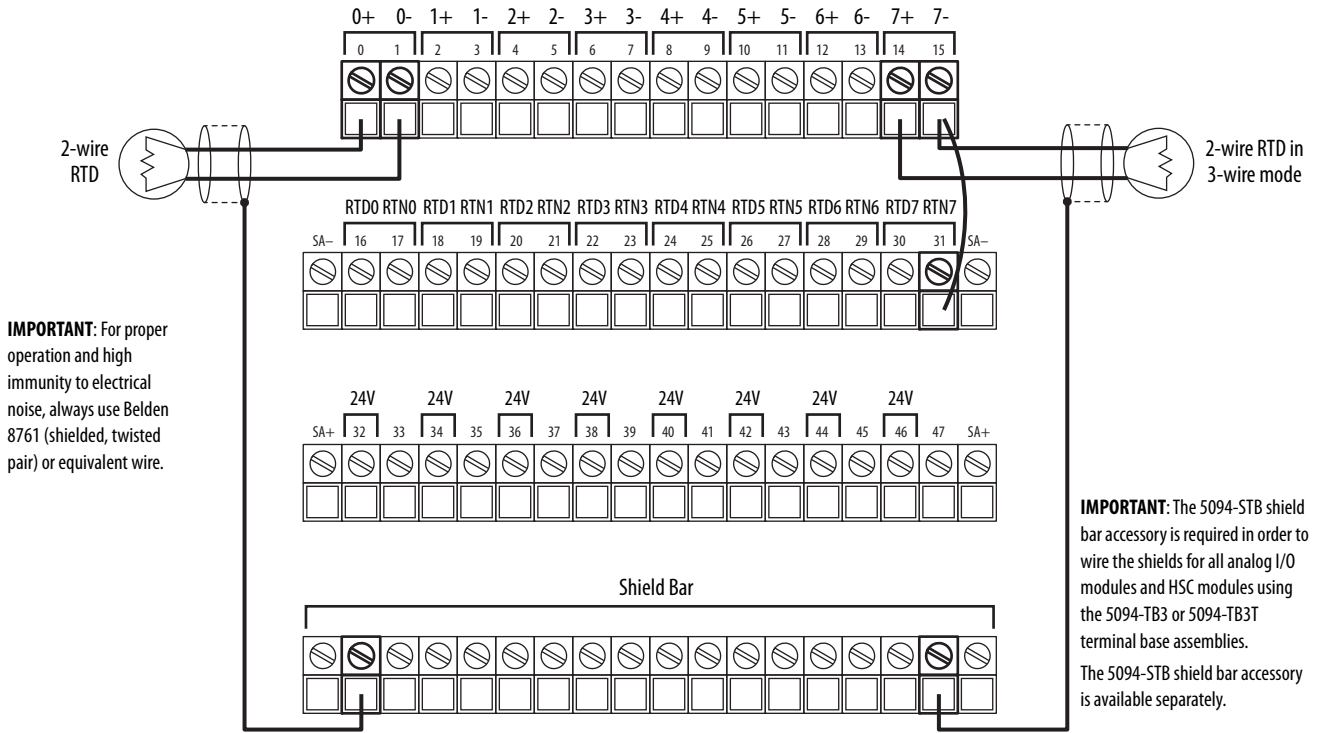 0+ 0- 1+ 1- 2+ 2- 3+ 3- 4+ 4- 5+ 5- 6+ 6- 7+ 7-
0 1 2 3 4 5 6 7 8 9 10 11 12 13 14 15
2-wire
RTD
2-wire RTD in
3-wire mode
RTD0 RTN0 RTD1 RTN1 RTD2 RTN2 RTD3 RTN3 RTD4 RTN4 RTD5 RTN5 RTD6 RTN6 RTD7 RTN7
SA– 16 17 18 19 20 21 22 23 24 25 26 27 28 29 30 31 SA–
IMPORTANT: For proper
operation and high
immunity to electrical
noise, always use Belden
8761 (shielded, twisted
pair) or equivalent wire.
24V 24V 24V 24V 24V 24V 24V 24V
SA+ 32 33 34 35 36 37 38 39 40 41 42 43 44 45 46 47 SA+
IMPORTANT: The 5094-STB shield
bar accessory is required in order to
wire the shields for all analog I/O
modules and HSC modules using
the 5094-TB3 or 5094-TB3T
terminal base assemblies.
The 5094-STB shield bar accessory
is available separately.
Shield Bar